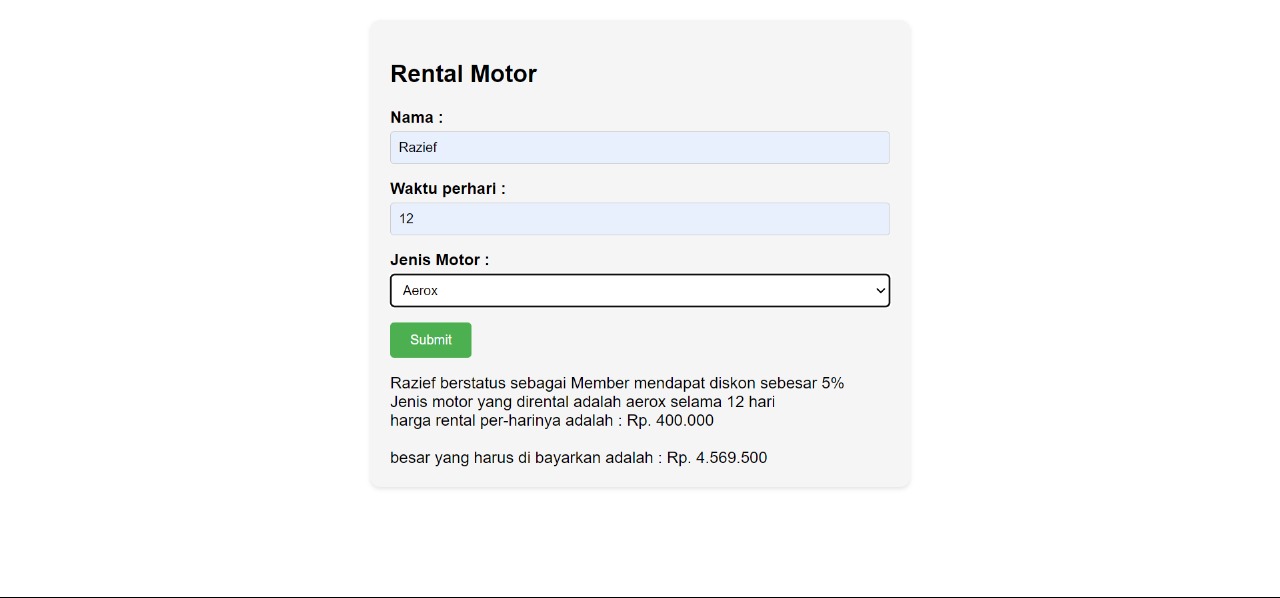 Rental Motor
Nama :
Razief
Waktu perhari :
12
Jenis Motor :
Aerox
Submit
Razief berstatus sebagai Member mendapat diskon sebesar 5%
Jenis motor yang dirental adalah aerox selama 12 hari
harga rental per-harinya adalah : Rp. 400.000
besar yang harus di bayarkan adalah : Rp. 4.569.500